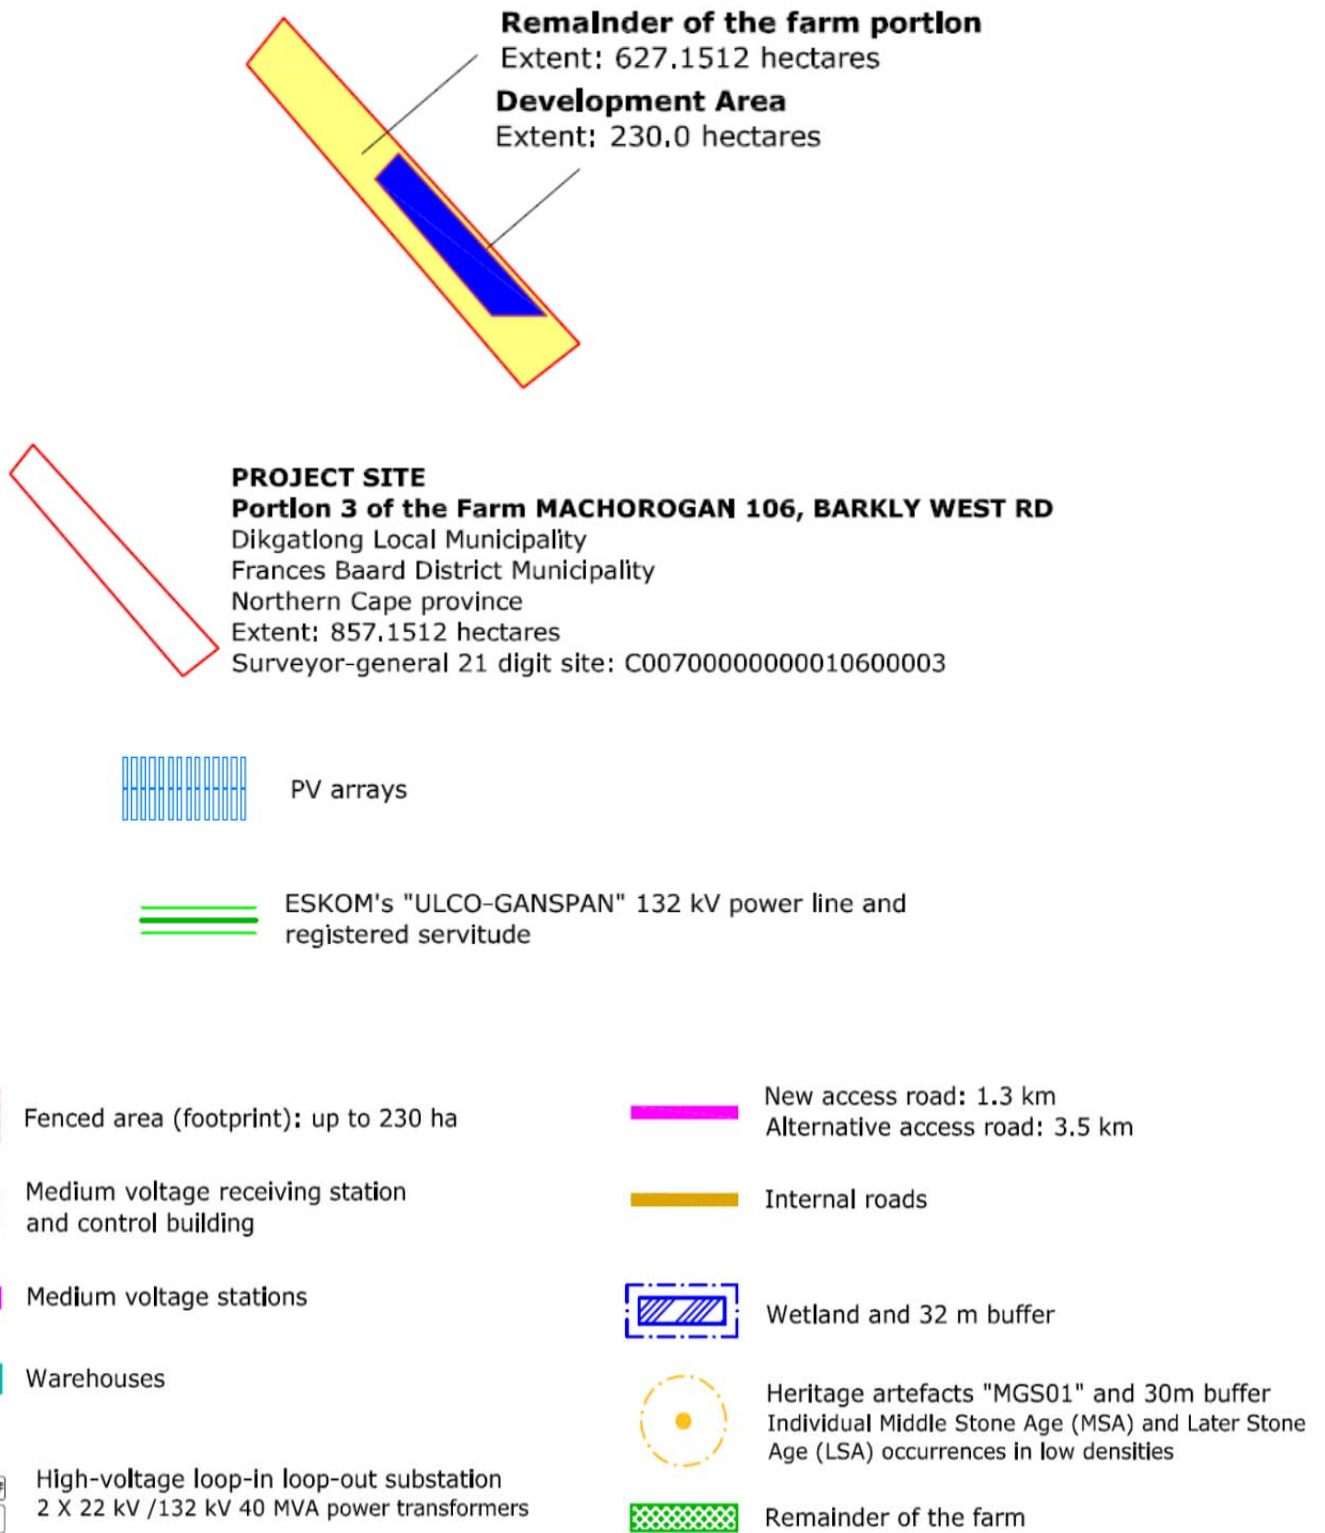 Remainder of the farm portion
Extent: 627.1512 hectares
Development Area
Extent: 230.0 hectares
PROJECT SITE
Portion 3 of the Farm MACHOROGAN 106, BARKLY WEST RD
Dikgatlong Local Municipality
Frances Baard District Municipality
Northern Cape province
Extent: 857.1512 hectares
Surveyor-general 21 digit site: C00700000000010600003
PV arrays
ESKOM's "ULCO-GANSPAN" 132 kV power line and
registered servitude
Fenced area (footprint): up to 230 ha
Medium voltage receiving station
and control building
Medium voltage stations
Warehouses
High-voltage loop-in loop-out substation
2 X 22 kV /132 kV 40 MVA power transformers
New access road: 1.3 km
Alternative access road: 3.5 km
Internal roads
Wetland and 32 m buffer
Heritage artefacts "MGS01" and 30m buffer
Individual Middle Stone Age (MSA) and Later Stone
Age (LSA) occurrences in low densities
Remainder of the farm